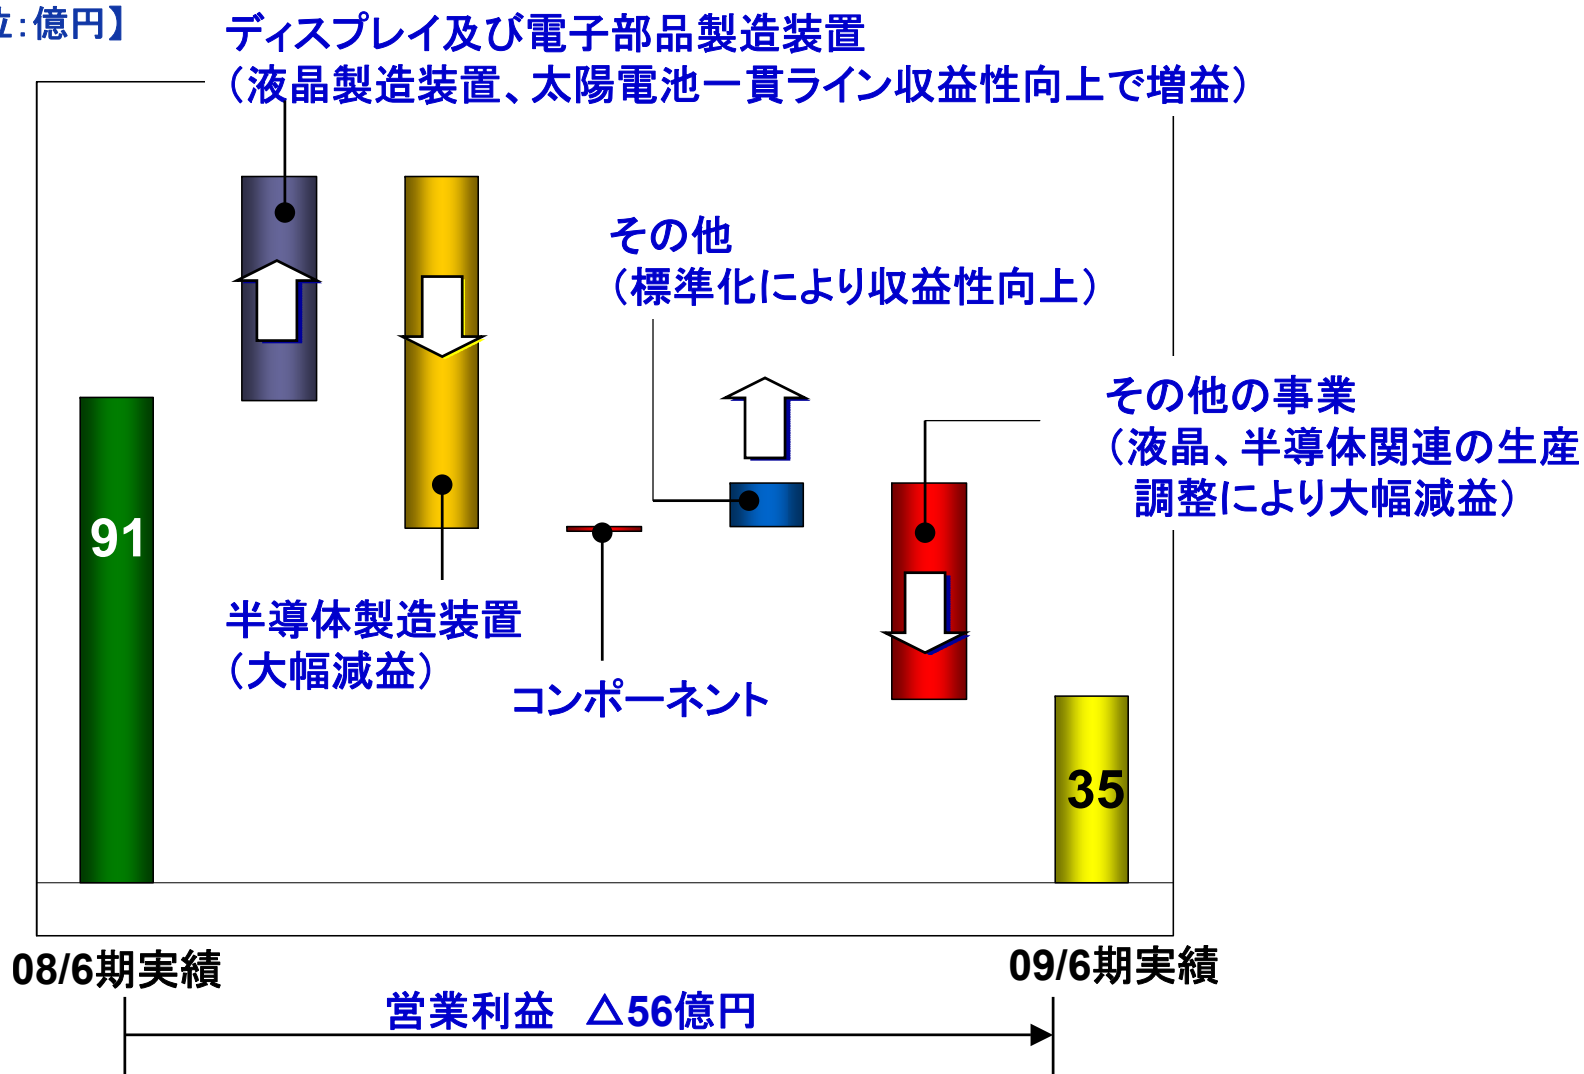 位：億円】
ディスプレイ及び電子部品製造装置
（液晶製造装置、太陽電池一貫ライン収益性向上で増益）
その他
（標準化により収益性向上）
その他の事業
（液晶、半導体関連の生産
調整により大幅減益）
91
半導体製造装置
（大幅減益）
コンポーネント
35
08/6期実績
09/6期実績
営業利益　△56億円